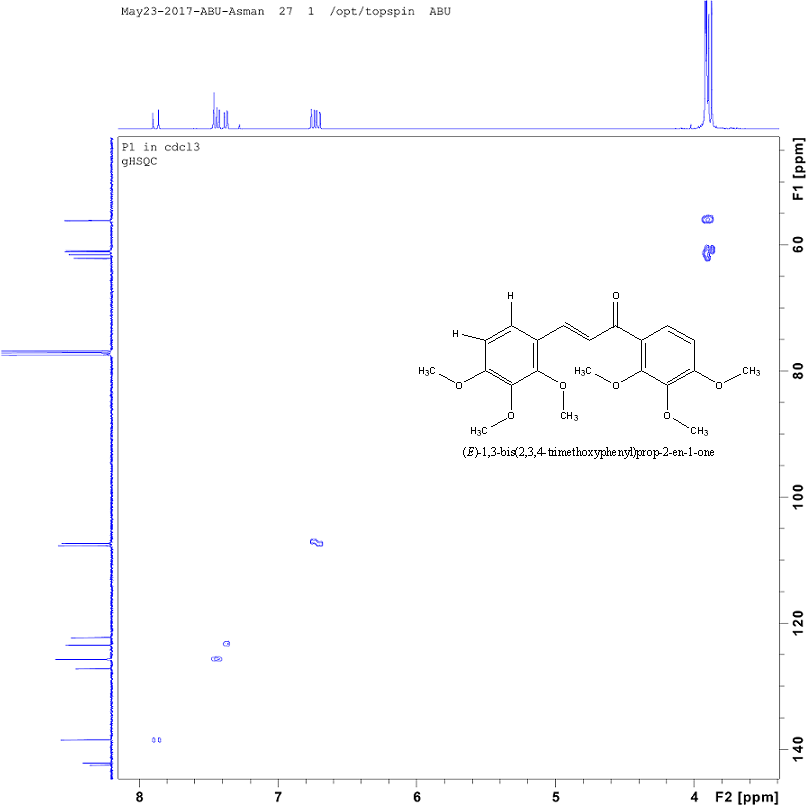 May23-2017-ABU-Asman 27 1 /opt/topspin ABU
P1 in cdcl3
gHSQC
F1 [ppm]
60
80
100
120
140
H
H
O
H₃C
O
O
H₃C
O
CH₃
H₃C
O
O
CH₃
O
CH₃
(E)-1,3-bis(2,3,4-trimethoxyphenyl)prop-2-en-1-one
8 7 6 5 4 F2 [ppm]